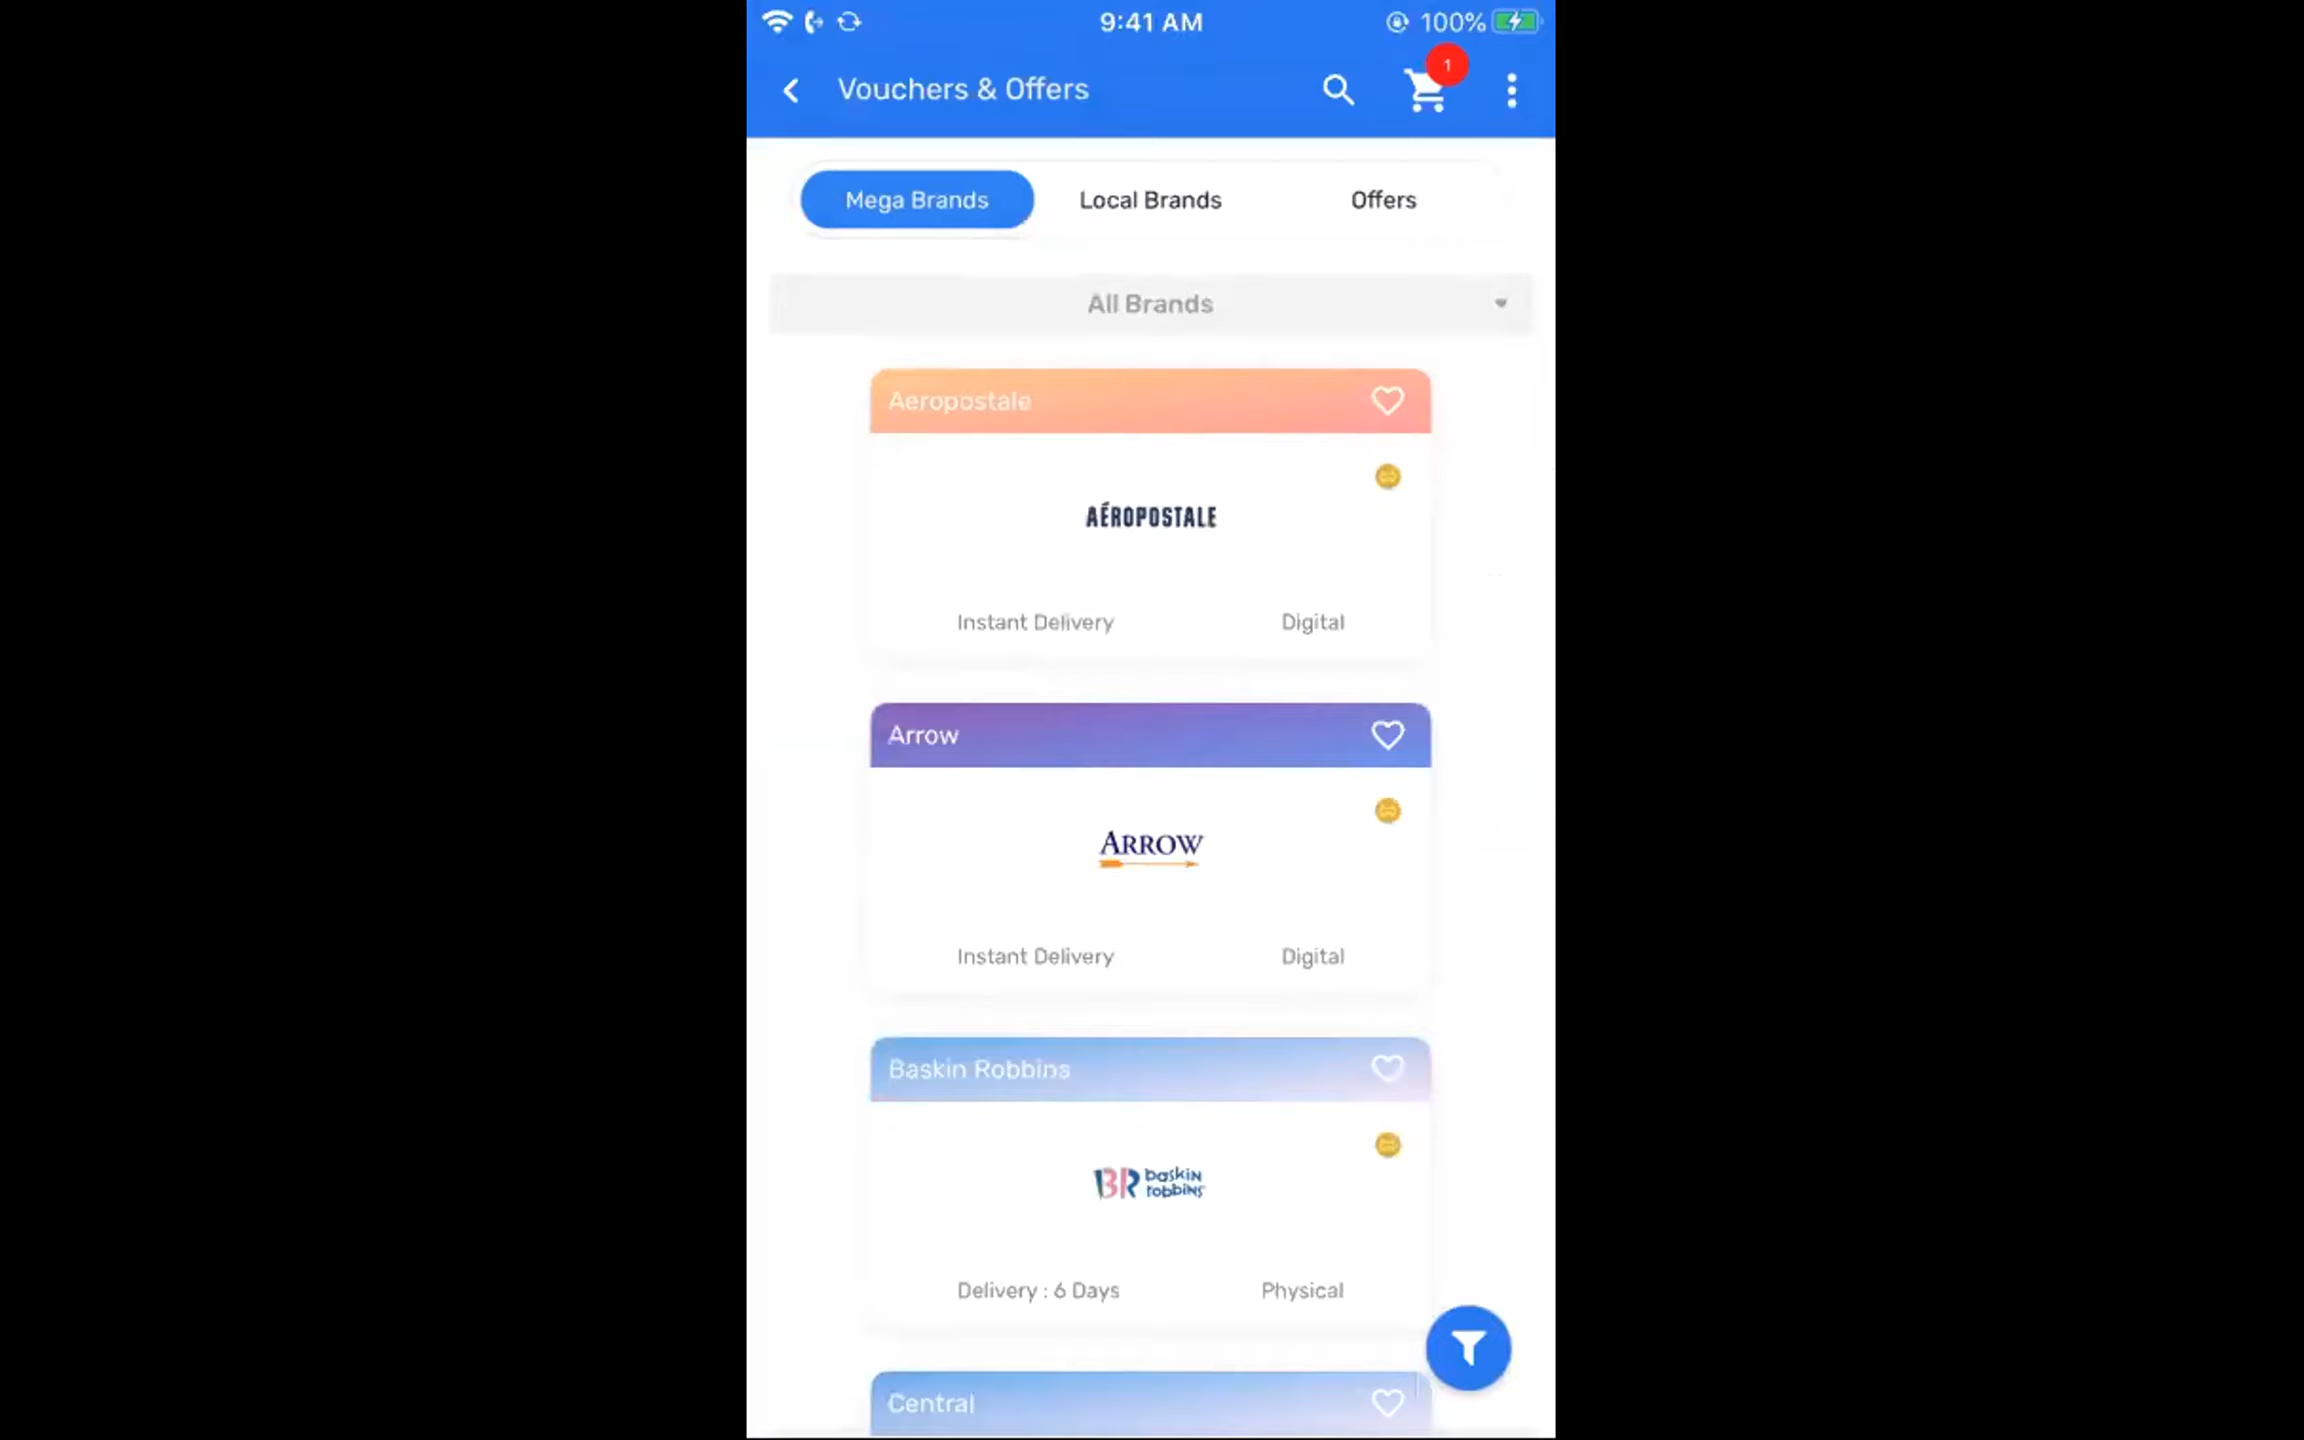 9:41 AM
100%
Vouchers & Offers
1
Mega Brands
Local Brands
Offers
All Brands
Aeropostale
AÉROPOSTALE
Instant Delivery
Digital
Arrow
ARROW
Instant Delivery
Digital
Baskin Robbins
BR baskin
robbins
Delivery : 6 Days
Physical
Central